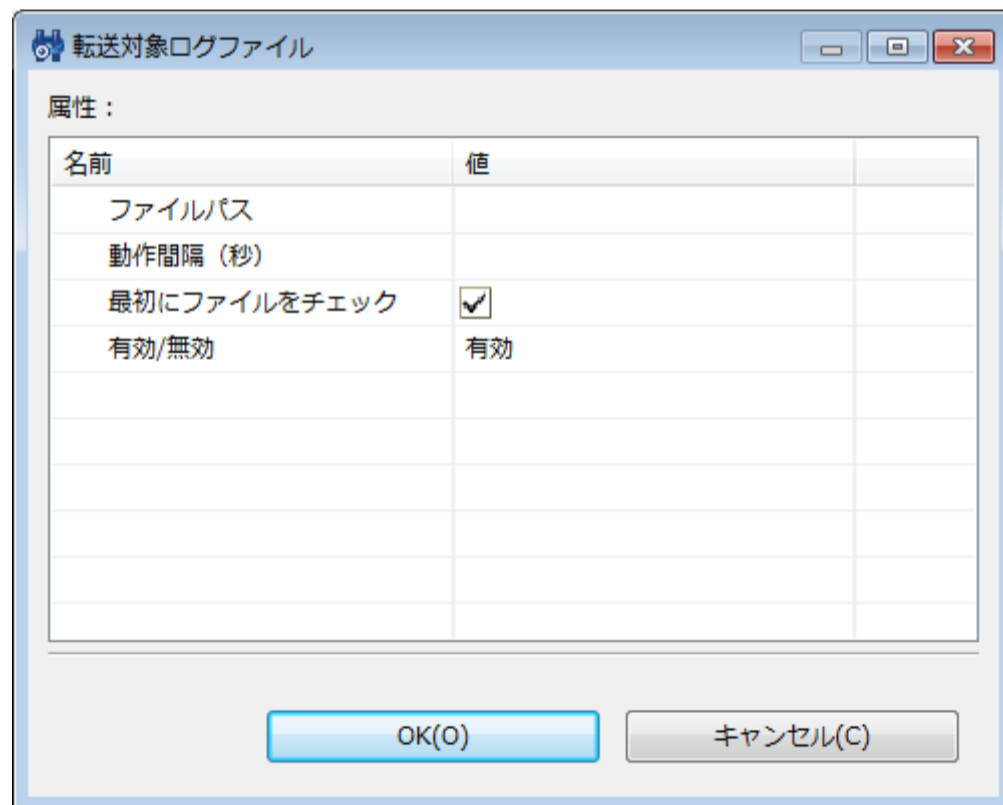 転送対象ログファイル
属性：
名前 値
ファイルパス
動作間隔（秒）
最初にファイルをチェック
有効/無効 有効
OK(O) キャンセル(C)